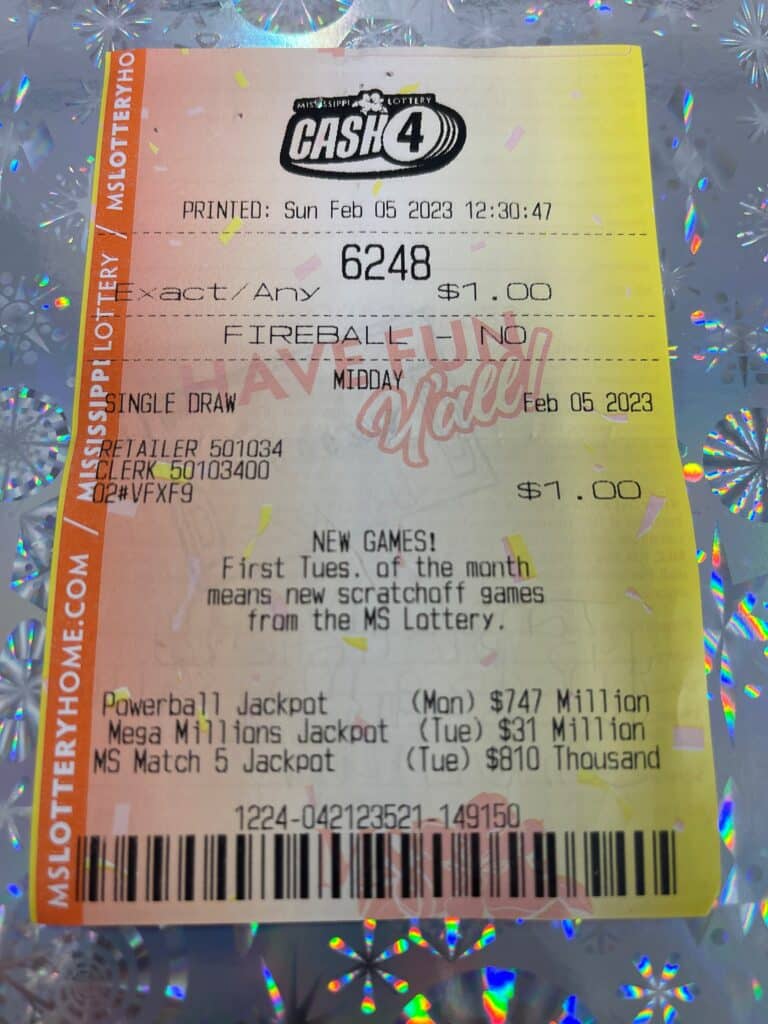 MISSISSIPPI LOTTERY
CASH 4
PRINTED: Sun Feb 05 2023 12:30:47
6248
Exact/Any $1.00
FIREBALL - NO
HAVE FUN
Y'all!
MIDDAY
SINGLE DRAW Feb 05 2023
RETAILER 501034
CLERK 50103400
02#VFXF9 $1.00
NEW GAMES!
First Tues. of the month
means new scratchoff games
from the MS Lottery.
Powerball Jackpot (Mon) $747 Million
Mega Millions Jackpot (Tue) $31 Million
MS Match 5 Jackpot (Tue) $810 Thousand
1224-042123521-149150
MSLOTTERYHOME.COM / MISSISSIPPI LOTTERY / MSLOTTERYHO